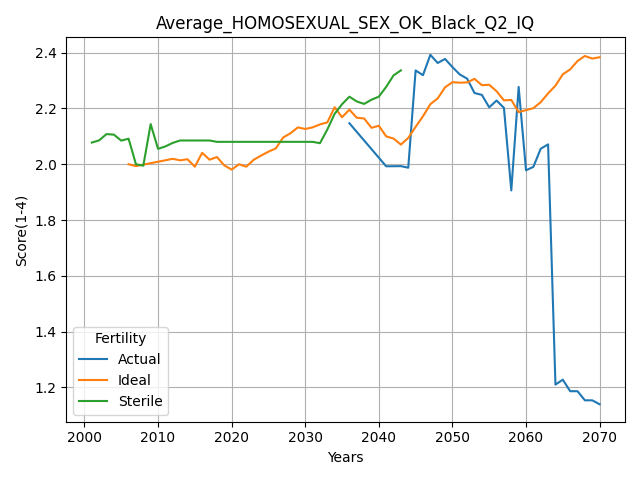 Average_HOMOSEXUAL_SEX_OK_Black_Q2_IQ
Score(1-4)
2.4
2.2
2.0
1.8
1.6
1.4
1.2
Fertility
Actual
Ideal
Sterile
2000 2010 2020 2030 2040 2050 2060 2070
Years